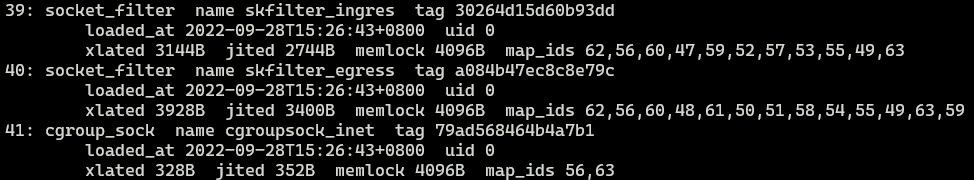 39: socket_filter  name skfilter_ingres  tag 30264d15d60b93dd
        loaded_at 2022-09-28T15:26:43+0800  uid 0
        xlated 3144B  jited 2744B  memlock 4096B  map_ids 62,56,60,47,59,52,57,53,55,49,63
40: socket_filter  name skfilter_egress  tag a084b47ec8c8e79c
        loaded_at 2022-09-28T15:26:43+0800  uid 0
        xlated 3928B  jited 3400B  memlock 4096B  map_ids 62,56,60,48,61,50,51,58,54,55,49,63,59
41: cgroup_sock  name cgroupsock_inet  tag 79ad568464b4a7b1
        loaded_at 2022-09-28T15:26:43+0800  uid 0
        xlated 328B  jited 352B  memlock 4096B  map_ids 56,63